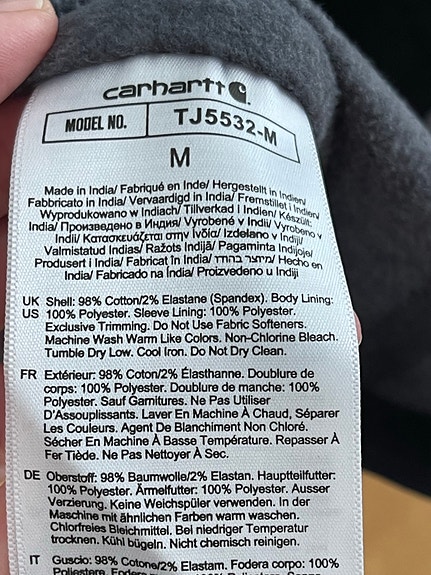 carhartt
MODEL NO. TJ5532-M
M
Made in India/ Fabriqué en Inde/ Hergestellt in Indien/
Fabbricato in India/ Vervaardigd in India/ Fremstillet i Indien/
Wyprodukowano w Indiach/ Tillverkad I Indien/ Készült:
India/ Произведено в Индия/ Vyrobené v Indii/ Vyrobeno v
Indii/ Κατασκευάζεται στην Ινδία/ Izdelano v Indiji/
Valmistatud Indias/ Ražots Indijā/ Pagaminta Indijoje/
Produsert i India/ Fabricat în India/ מיוצר בהודו/ Hecho en
India/ Fabricado na Índia/ Proizvedeno u Indiji
UK Shell: 98% Cotton/2% Elastane (Spandex). Body Lining:
US 100% Polyester. Sleeve Lining: 100% Polyester.
Exclusive Trimming. Do Not Use Fabric Softeners.
Machine Wash Warm Like Colors. Non-Chlorine Bleach.
Tumble Dry Low. Cool Iron. Do Not Dry Clean.
FR Extérieur: 98% Coton/2% Élasthanne. Doublure de
corps: 100% Polyester. Doublure de manche: 100%
Polyester. Sauf Garnitures. Ne Pas Utiliser
D'Assouplissants. Laver En Machine À Chaud, Séparer
Les Couleurs. Agent De Blanchiment Non Chloré.
Sécher En Machine À Basse Température. Repasser À
Fer Tiède. Ne Pas Nettoyer À Sec.
DE Oberstoff: 98% Baumwolle/2% Elastan. Hauptteilfutter:
100% Polyester. Ärmelfutter: 100% Polyester. Ausser
Verzierung. Keine Weichspüler verwenden. In der
Maschine mit ähnlichen Farben warm waschen.
Chlorfreies Bleichmittel. Bei niedriger Temperatur
trocknen. Kühl bügeln. Nicht chemisch reinigen.
IT Guscio: 98% Cotone/2% Elastam. Fodera corpo: 100%